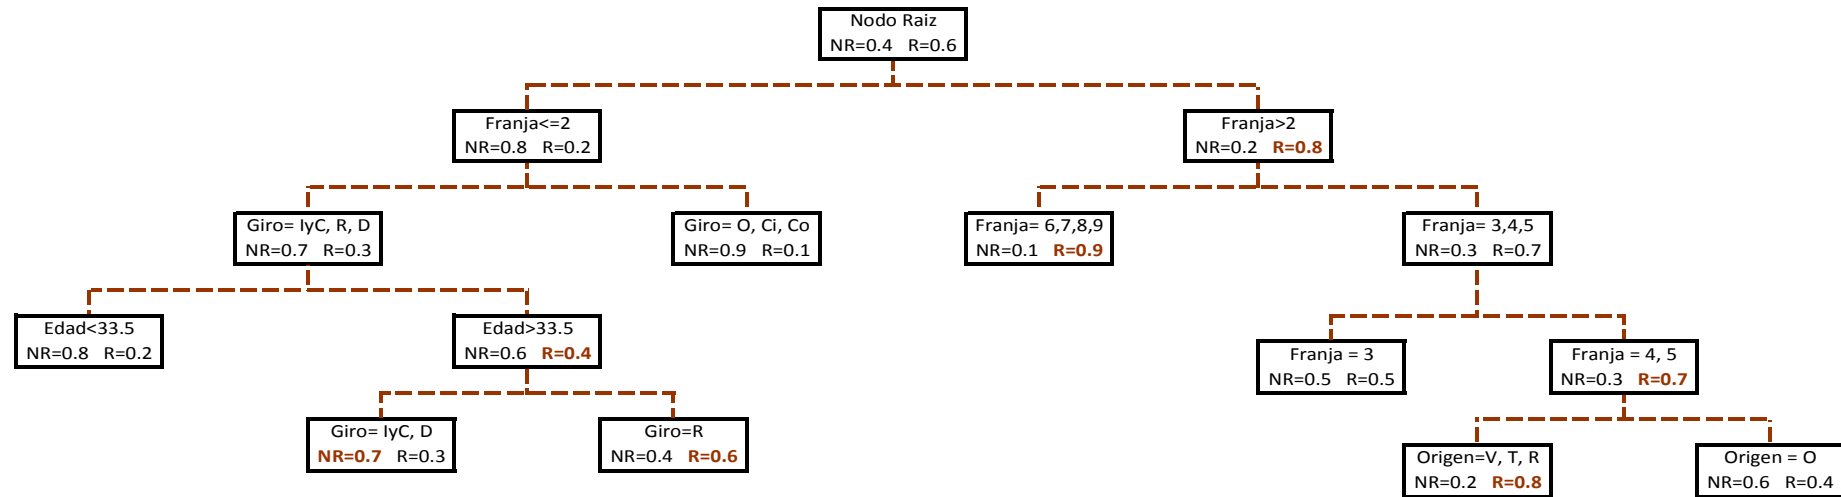 Nodo Raiz
NR=0.4 R=0.6
Franja<=2
NR=0.8 R=0.2
Franja>2
NR=0.2 R=0.8
Giro= IyC, R, D
NR=0.7 R=0.3
Giro= O, Ci, Co
NR=0.9 R=0.1
Franja= 6,7,8,9
NR=0.1 R=0.9
Franja= 3,4,5
NR=0.3 R=0.7
Edad<33.5
NR=0.8 R=0.2
Edad>33.5
NR=0.6 R=0.4
Franja = 3
NR=0.5 R=0.5
Franja = 4, 5
NR=0.3 R=0.7
Giro= IyC, D
NR=0.7 R=0.3
Giro=R
NR=0.4 R=0.6
Origen=V, T, R
NR=0.2 R=0.8
Origen = O
NR=0.6 R=0.4